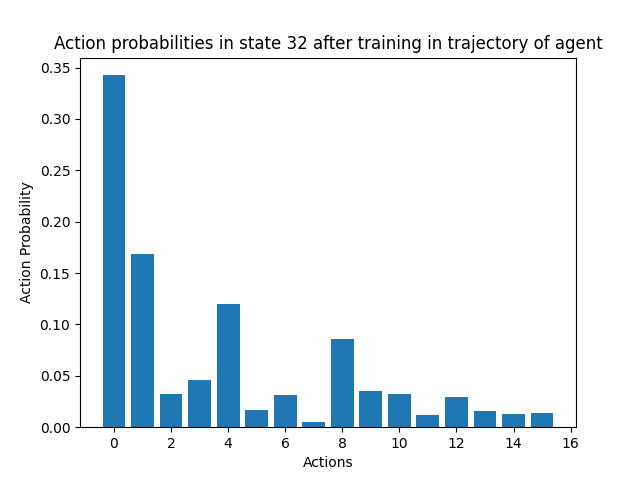 Action probabilities in state 32 after training in trajectory of agent
0.35
0.30
0.25
0.20
0.15
0.10
0.05
0.00
Action Probability
0 2 4 6 8 10 12 14 16
Actions